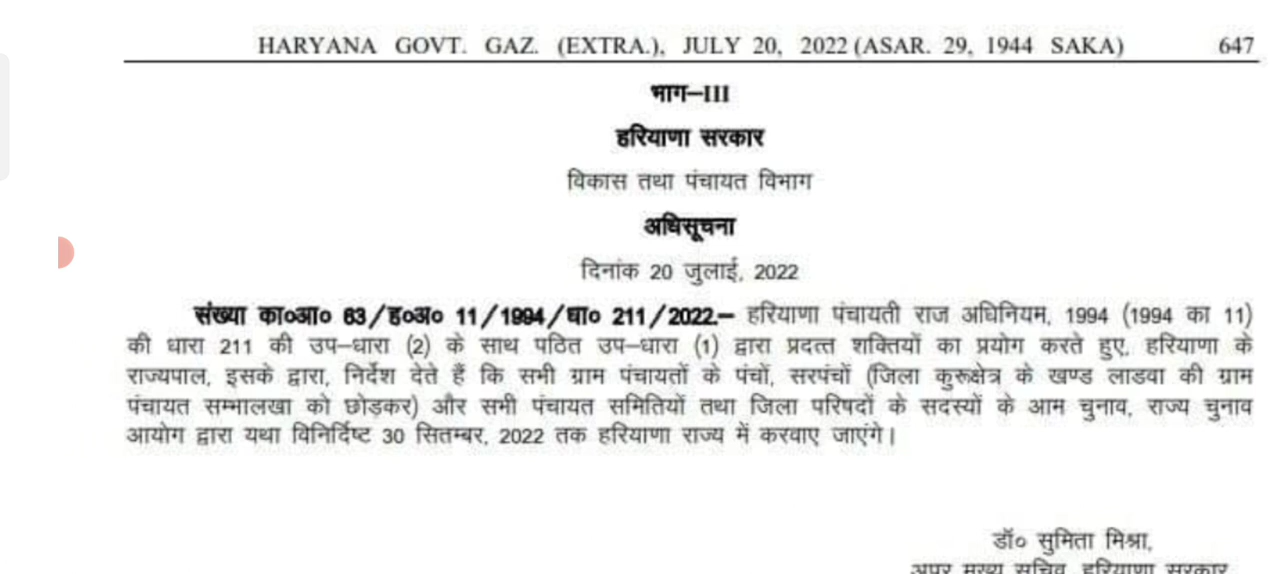 HARYANA GOVT. GAZ. (EXTRA.), JULY 20, 2022 (ASAR. 29, 1944 SAKA) 647
भाग–III
हरियाणा सरकार
विकास तथा पंचायत विभाग
अधिसूचना
दिनांक 20 जुलाई, 2022
संख्या का०आ० 63/ह०अ० 11/1994/धा० 211/2022.– हरियाणा पंचायती राज अधिनियम, 1994 (1994 का 11)
की धारा 211 की उप–धारा (2) के साथ पठित उप–धारा (1) द्वारा प्रदत्त शक्तियों का प्रयोग करते हुए, हरियाणा के
राज्यपाल, इसके द्वारा, निर्देश देते हैं कि सभी ग्राम पंचायतों के पंचों, सरपंचों (जिला कुरूक्षेत्र के खण्ड लाडवा की ग्राम
पंचायत सम्भालखा को छोड़कर) और सभी पंचायत समितियों तथा जिला परिषदों के सदस्यों के आम चुनाव, राज्य चुनाव
आयोग द्वारा यथा विनिर्दिष्ट 30 सितम्बर, 2022 तक हरियाणा राज्य में करवाए जाएंगे।
डॉ० सुमिता मिश्रा,
अपर मुख्य सचिव, हरियाणा सरकार